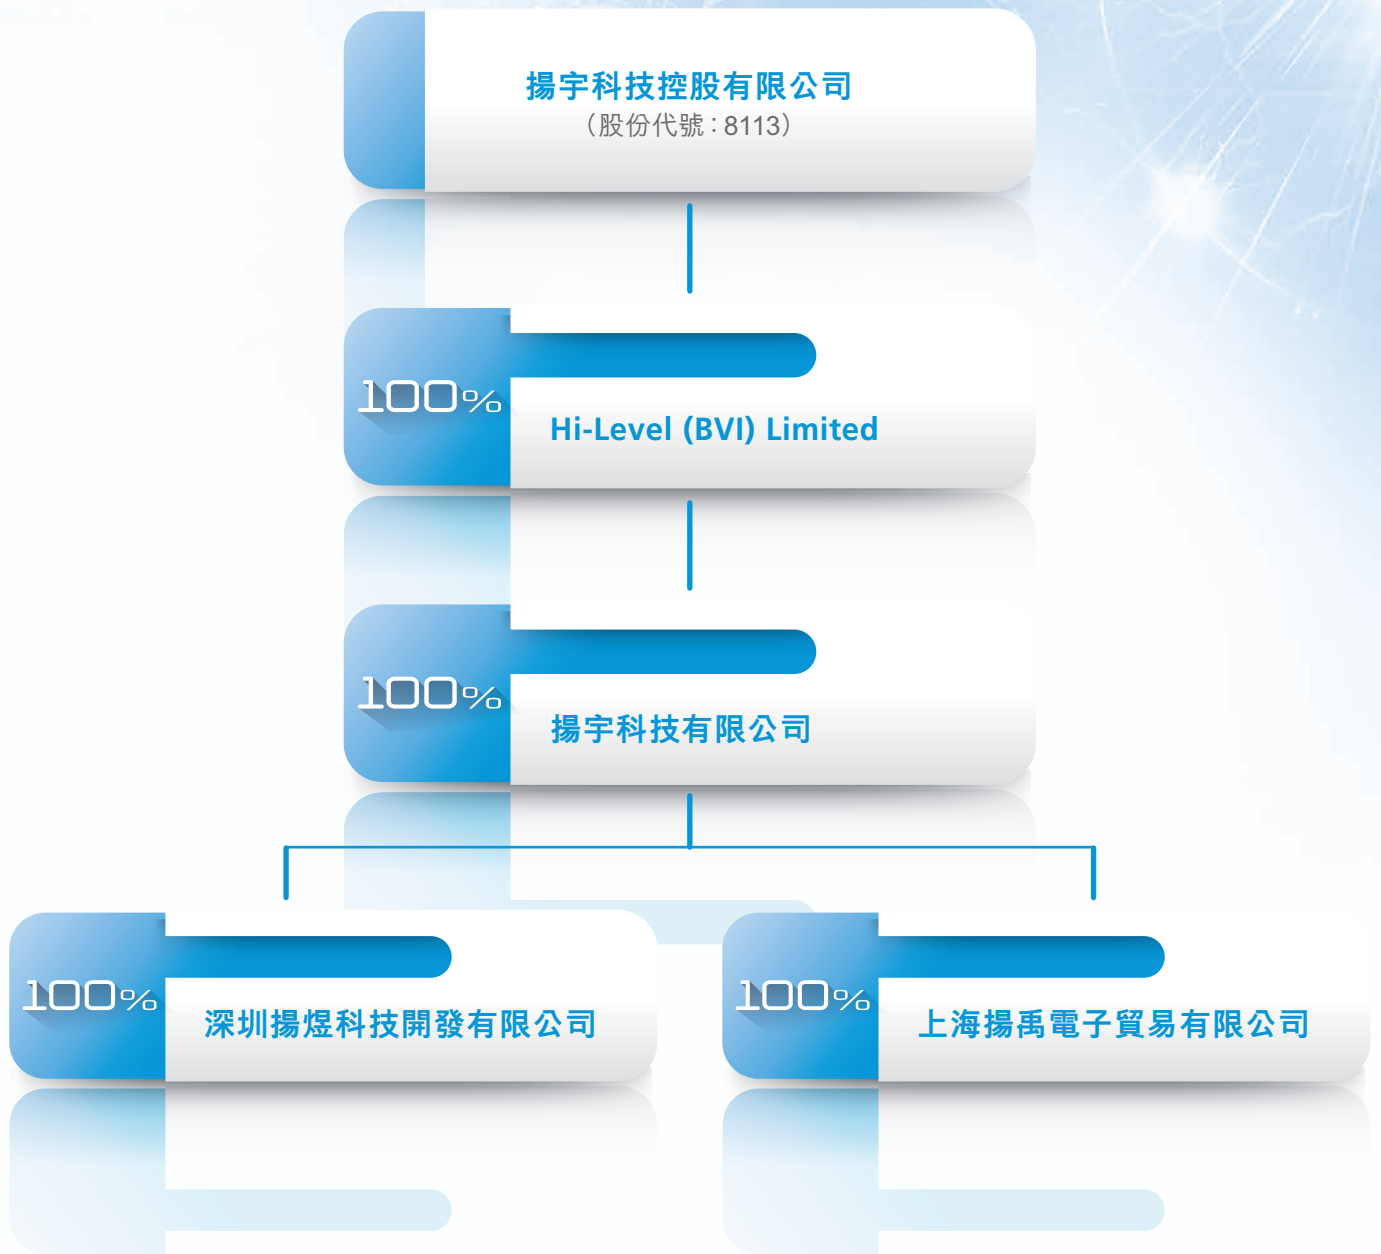 揚宇科技控股有限公司
（股份代號：8113）
100%
Hi-Level (BVI) Limited
100%
揚宇科技有限公司
100%
深圳揚煜科技開發有限公司
100%
上海揚禹電子貿易有限公司